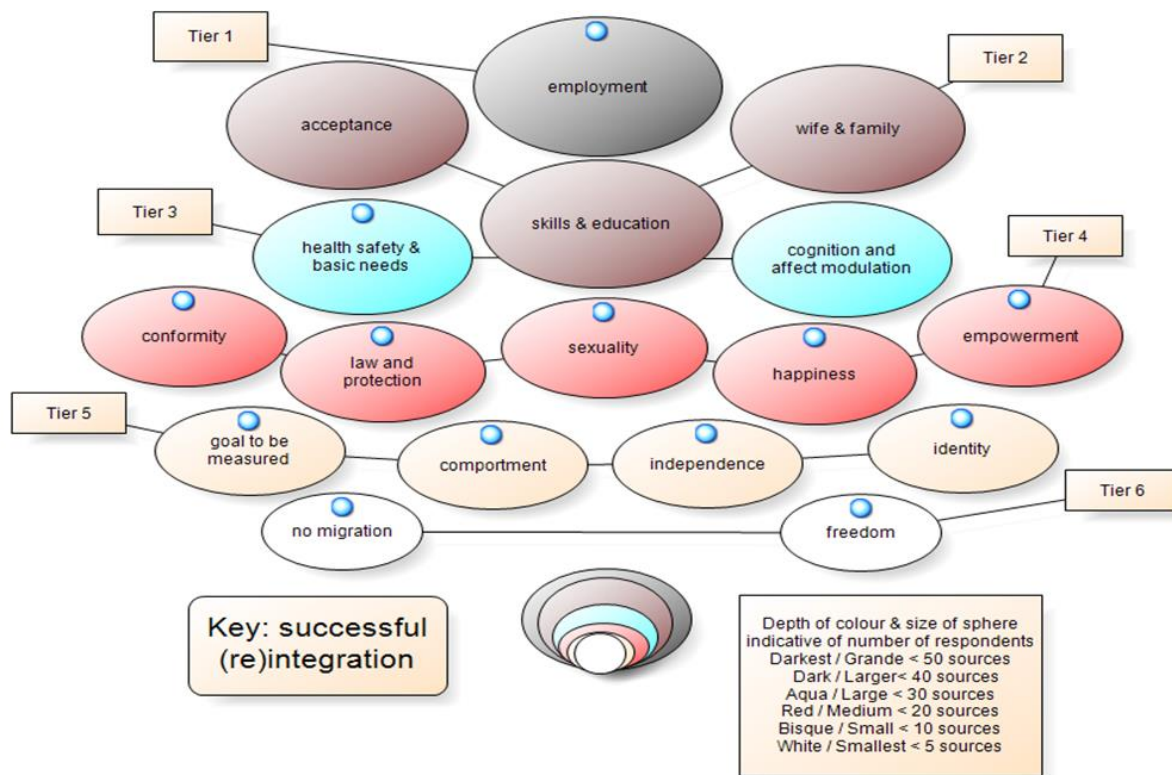 Tier 1
employment
Tier 2
acceptance
wife & family
Tier 3
skills & education
health safety &
basic needs
cognition and
affect modulation
Tier 4
conformity
law and
protection
sexuality
happiness
empowerment
Tier 5
goal to be
measured
comportment
independence
identity
Tier 6
no migration
freedom
Key: successful
(re)integration
Depth of colour & size of sphere
indicative of number of respondents
Darkest / Grande < 50 sources
Dark / Larger< 40 sources
Aqua / Large < 30 sources
Red / Medium < 20 sources
Bisque / Small < 10 sources
White / Smallest < 5 sources